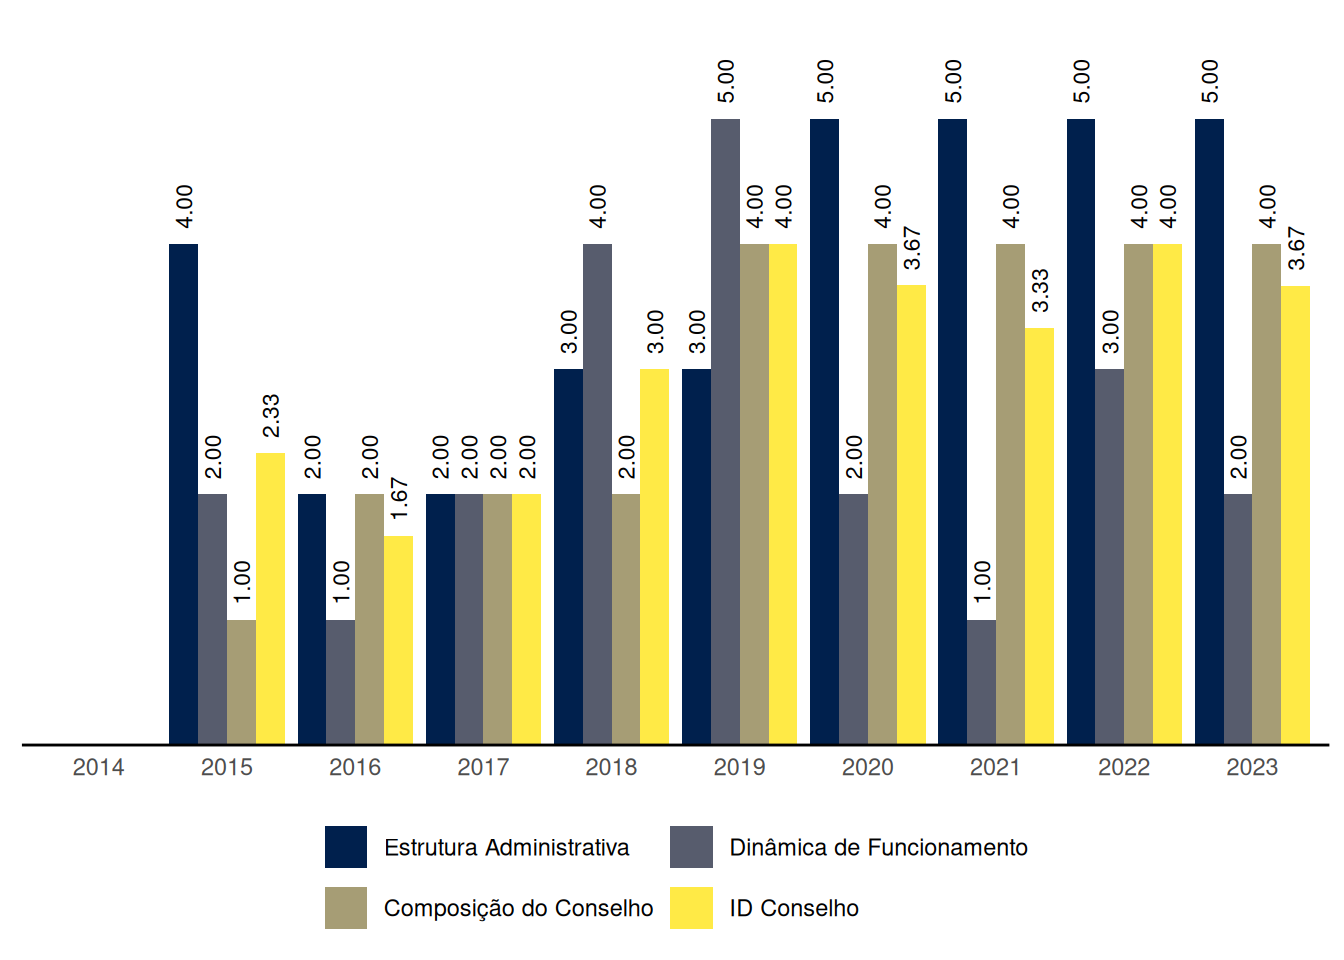 4.00 2.00 1.00 2.33
2.00 1.00 2.00 1.67
2.00 2.00 2.00 2.00
3.00 4.00 2.00 3.00
3.00 5.00 4.00 4.00
5.00 2.00 4.00 3.67
5.00 1.00 4.00 3.33
5.00 3.00 4.00 4.00
5.00 2.00 4.00 3.67
2014 2015 2016 2017 2018 2019 2020 2021 2022 2023
Estrutura Administrativa Dinâmica de Funcionamento
Composição do Conselho ID Conselho